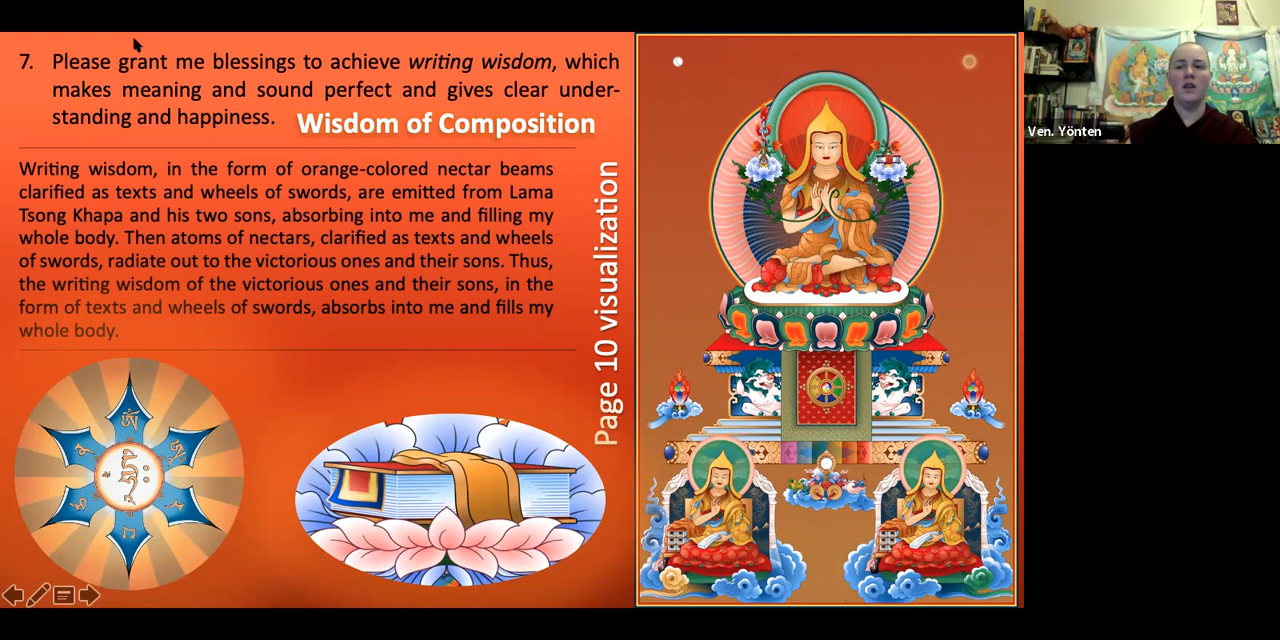 7. Please grant me blessings to achieve writing wisdom, which
makes meaning and sound perfect and gives clear under-
standing and happiness.
Wisdom of Composition
Writing wisdom, in the form of orange-colored nectar beams
clarified as texts and wheels of swords, are emitted from Lama
Tsong Khapa and his two sons, absorbing into me and filling my
whole body. Then atoms of nectars, clarified as texts and wheels
of swords, radiate out to the victorious ones and their sons. Thus,
the writing wisdom of the victorious ones and their sons, in the
form of texts and wheels of swords, absorbs into me and fills my
whole body.
Page 10 visualization
Ven. Yönten